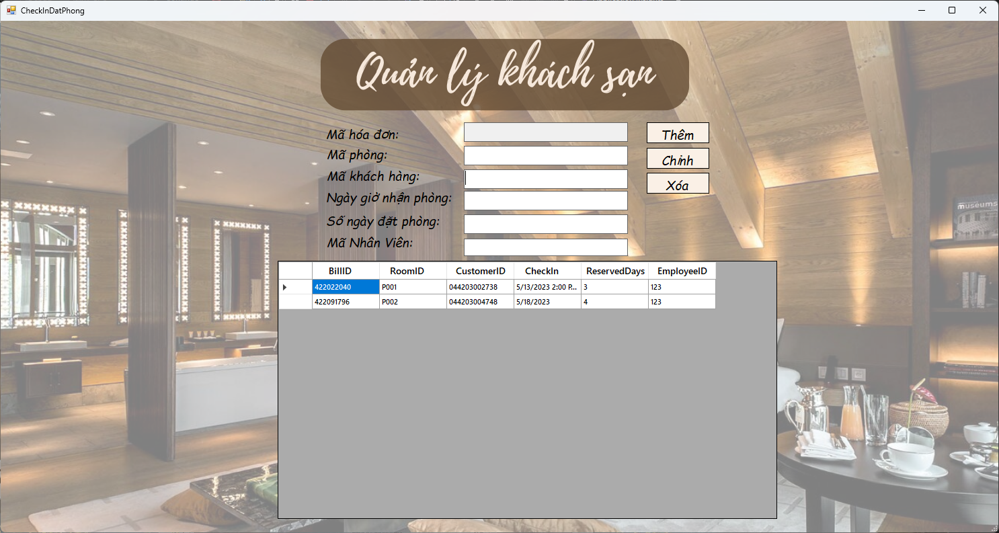 CheckInDatPhong
Quản lý khách sạn
Mã hóa đơn:
Thêm
Mã phòng:
Chỉnh
Mã khách hàng:
Xóa
Ngày giờ nhận phòng:
Số ngày đặt phòng:
Mã Nhân Viên:
BillID RoomID CustomerID CheckIn ReservedDays EmployeeID
422022040 P001 044203002738 5/13/2023 2:00 P... 3 123
422091796 P002 044203004748 5/18/2023 4 123
museums